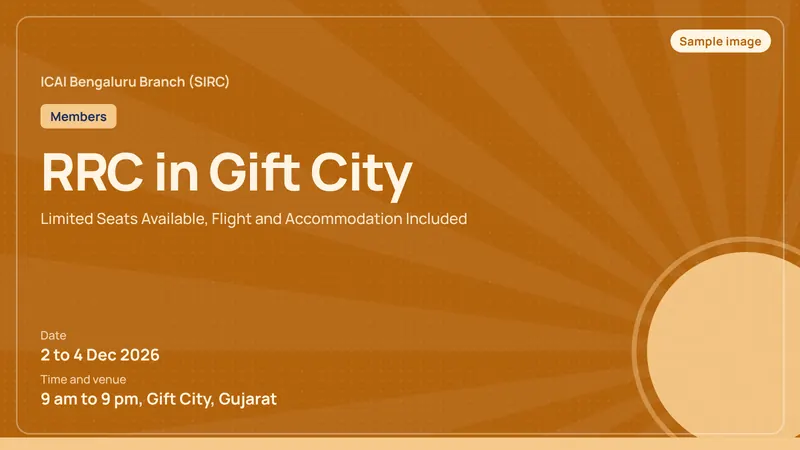 Sample image
ICAI Bengaluru Branch (SIRC)
Members
RRC in Gift City
Limited Seats Available, Flight and Accommodation Included
Date
2 to 4 Dec 2026
Time and venue
9 am to 9 pm, Gift City, Gujarat